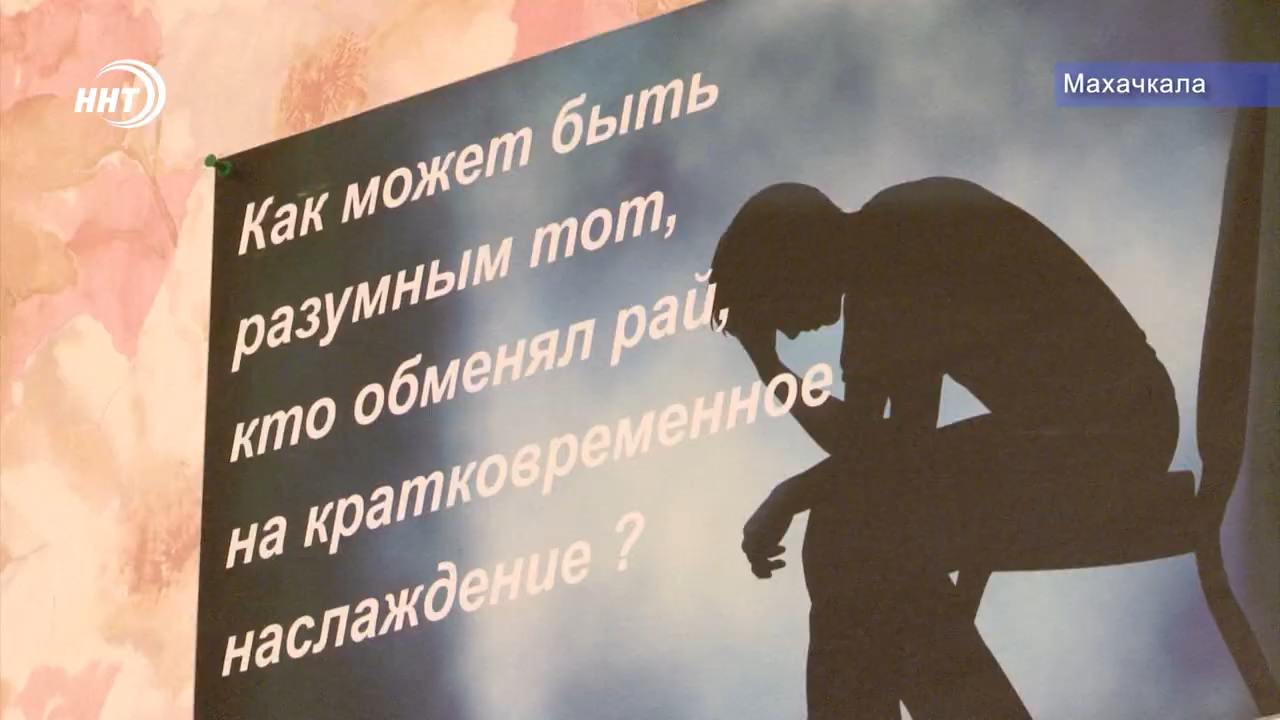 ННТ
Махачкала
Как может быть
разумным тот,
кто обменял рай,
на кратковременное
наслаждение ?